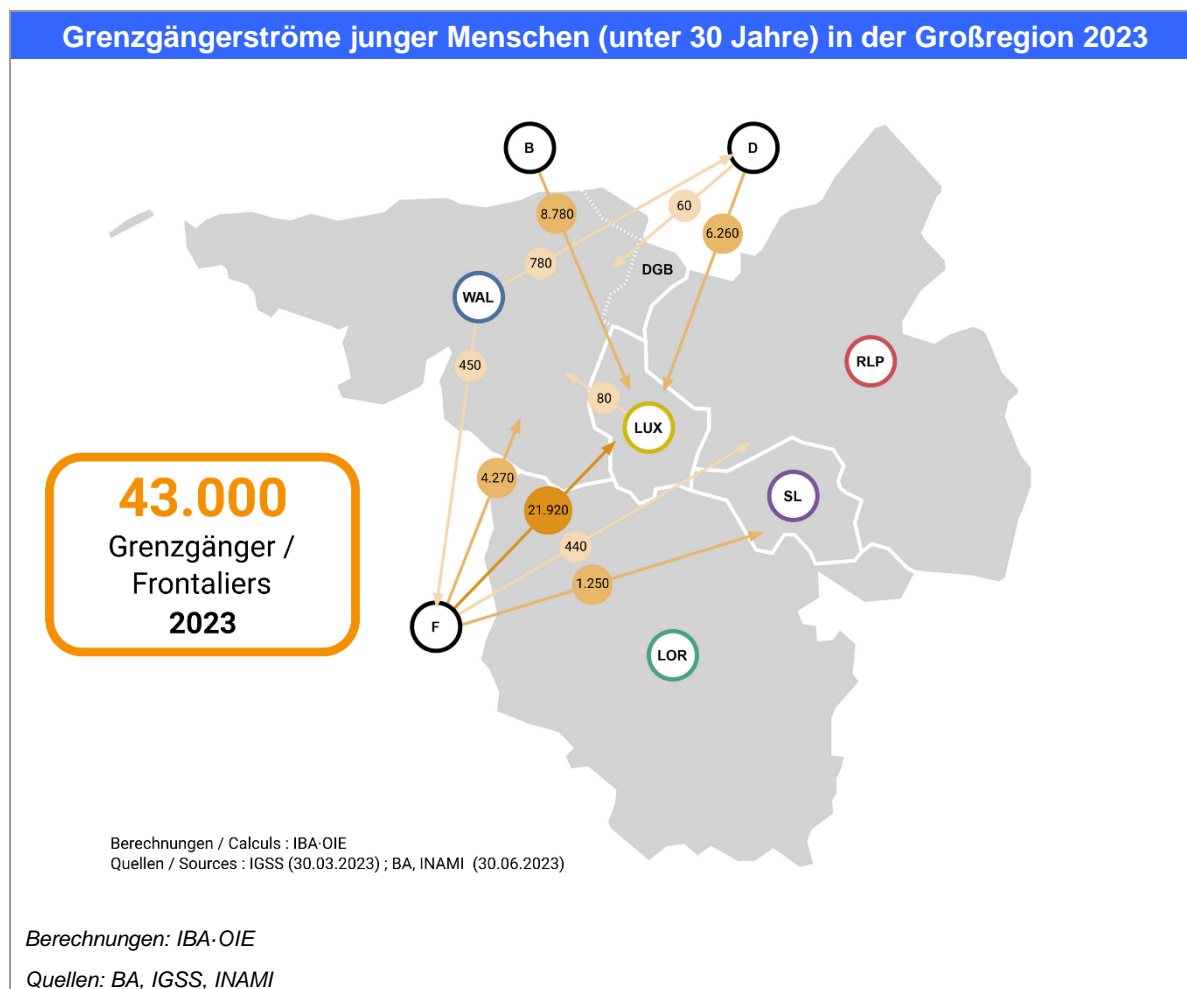 Grenzgängerströme junger Menschen (unter 30 Jahre) in der Großregion 2023
B
D
60
8.780
6.260
780
DGB
WAL
RLP
450
80
LUX
4.270
43.000
Grenzgänger /
Frontaliers
2023
21.920
SL
440
1.250
F
LOR
Berechnungen / Calculs : IBA·OIE
Quellen / Sources : IGSS (30.03.2023) ; BA, INAMI (30.06.2023)
Berechnungen: IBA·OIE
Quellen: BA, IGSS, INAMI